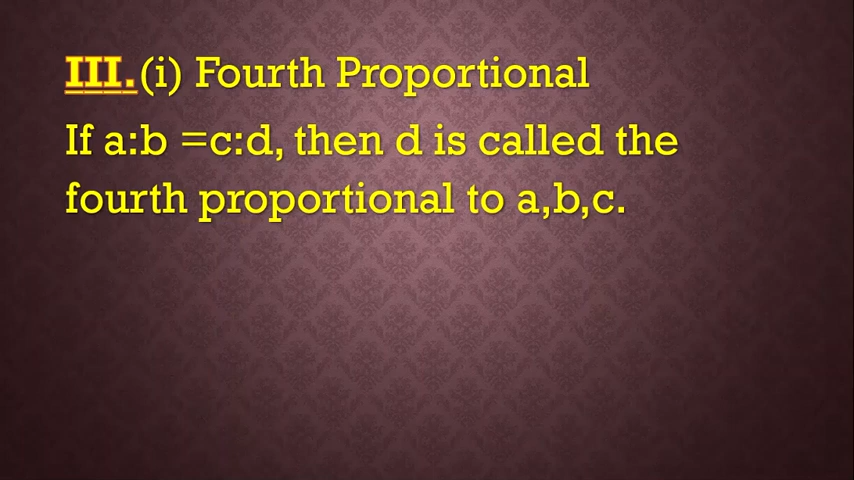 III.(i) Fourth Proportional
If a:b =c:d, then d is called the
fourth proportional to a,b,c.